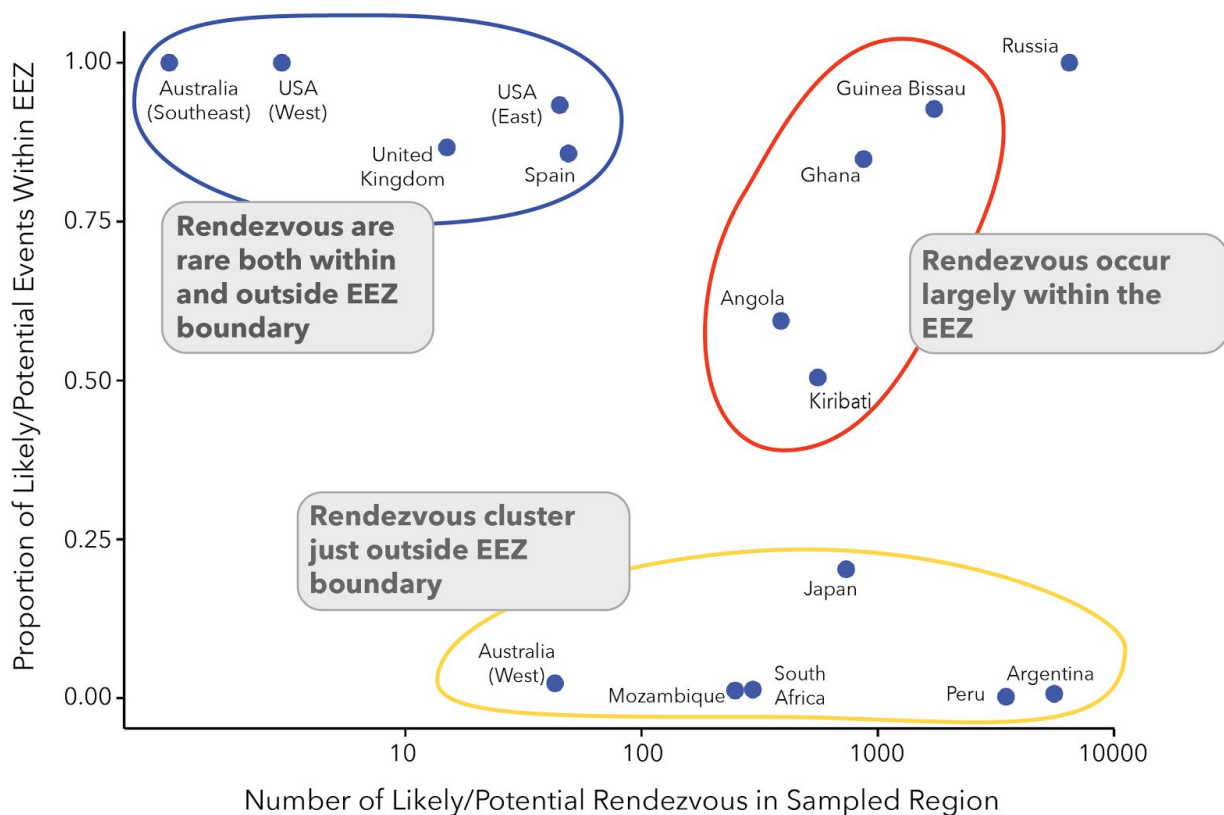 Proportion of Likely/Potential Events Within EEZ
1.00
0.75
0.50
0.25
0.00
Australia
(Southeast)
USA
(West)
USA
(East)
United
Kingdom
Spain
Rendezvous are
rare both within
and outside EEZ
boundary
Russia
Guinea Bissau
Ghana
Angola
Kiribati
Rendezvous occur
largely within the
EEZ
Rendezvous cluster
just outside EEZ
boundary
Japan
Australia
(West)
Mozambique
South
Africa
Peru
Argentina
10
100
1000
10000
Number of Likely/Potential Rendezvous in Sampled Region